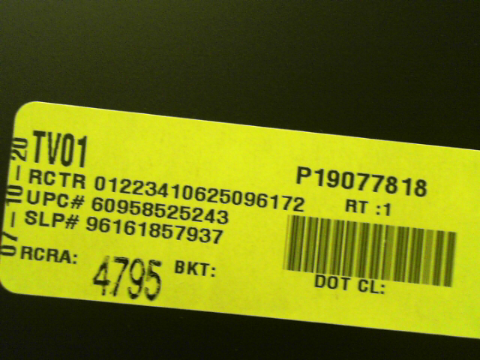 TV01
P19077818
RCTR 01223410625096172
RT :1
UPC# 60958525243
SLP# 96161857937
RCRA: 4795 BKT:
DOT CL:
07 - 10 - 20